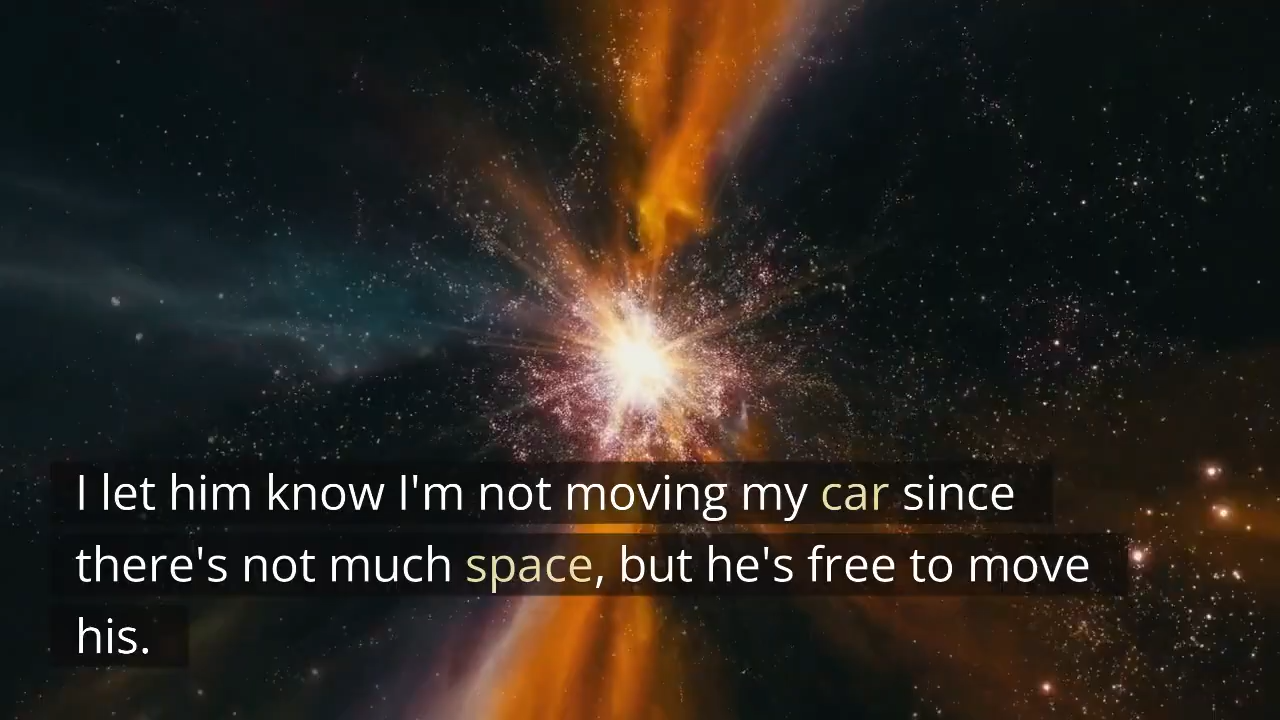 I let him know I'm not moving my car since
there's not much space, but he's free to move
his.